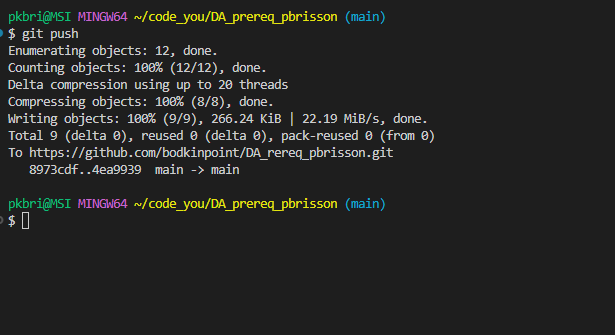 pkbri@MSI MINGW64 ~/code_you/DA_prereq_pbrisson (main)
$ git push
Enumerating objects: 12, done.
Counting objects: 100% (12/12), done.
Delta compression using up to 20 threads
Compressing objects: 100% (8/8), done.
Writing objects: 100% (9/9), 266.24 KiB | 22.19 MiB/s, done.
Total 9 (delta 0), reused 0 (delta 0), pack-reused 0 (from 0)
To https://github.com/bodkinpoint/DA_rereq_pbrisson.git
   8973cdf..4ea9939  main -> main
pkbri@MSI MINGW64 ~/code_you/DA_prereq_pbrisson (main)
$